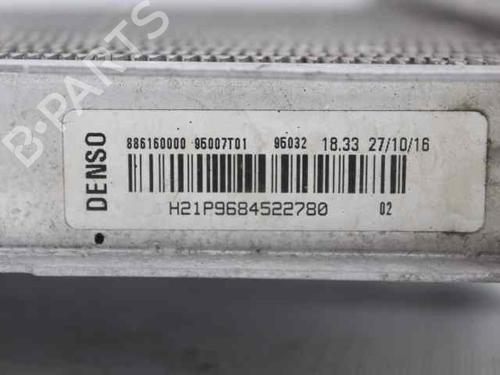 B-PARTS
DENSO
886160000 95007T01 95032 18.33 27/10/16
H21P9684522780 02